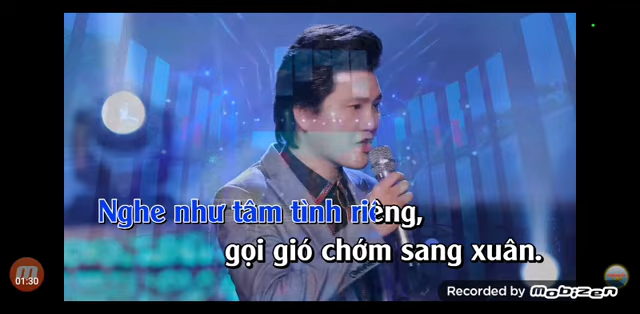 Nghe như tâm tình riêng,
gọi gió chớm sang xuân.
01:30
Recorded by mobizen